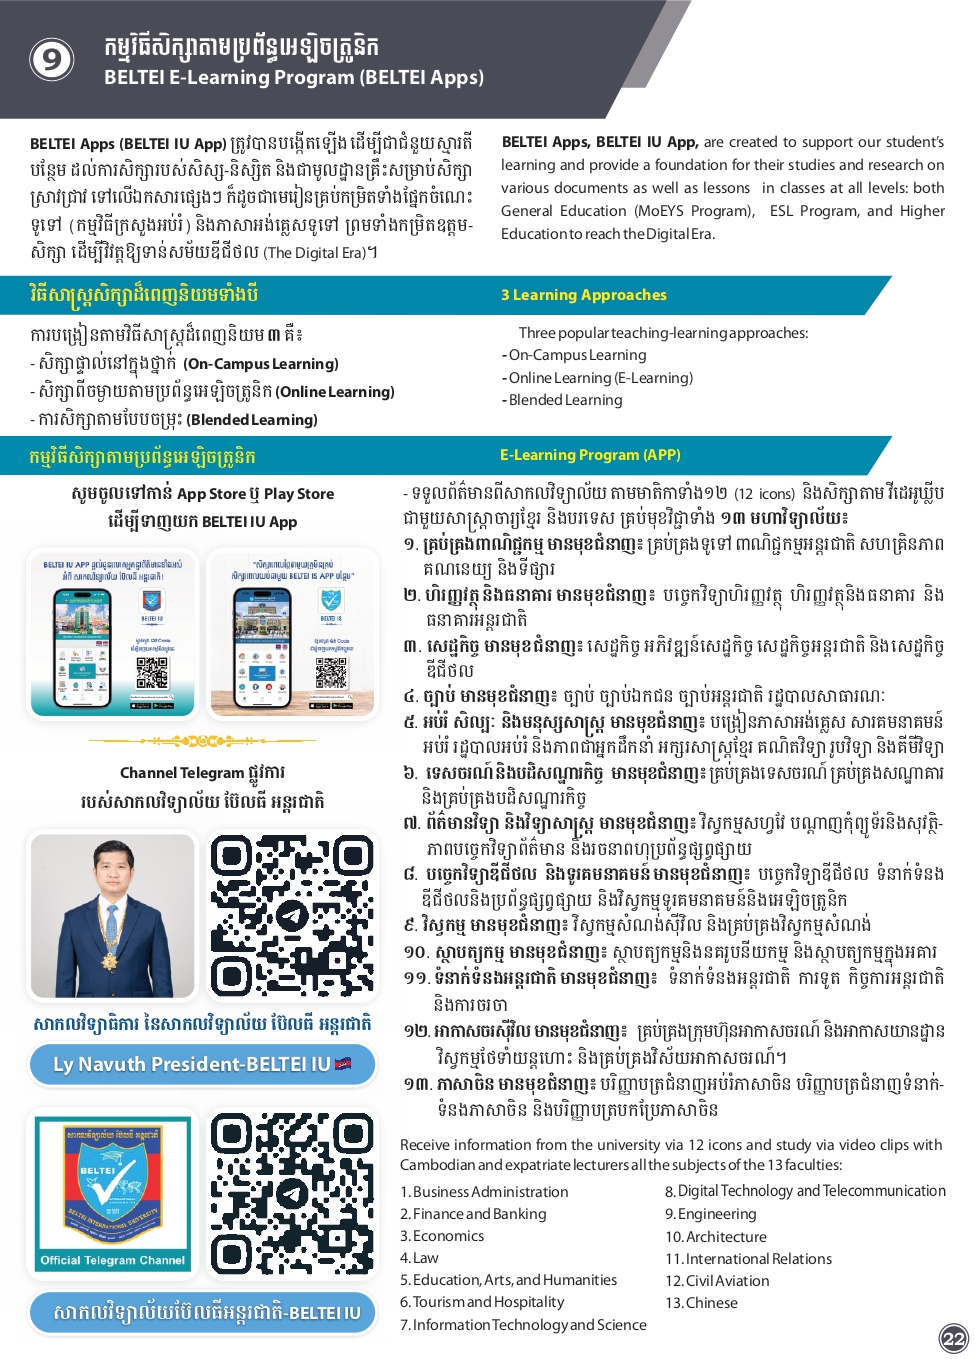 9
កម្មវិធីសិក្សាតាមប្រព័ន្ធអេឡិចត្រូនិក
BELTEI E-Learning Program (BELTEI Apps)
BELTEI Apps (BELTEI IU App) ត្រូវបានបង្កើតឡើង ដើម្បីជាជំនួយស្មារតី
បន្ថែម ដល់ការសិក្សារបស់សិស្ស-និស្សិត និងជាមូលដ្ឋានគ្រឹះសម្រាប់សិក្សា
ស្រាវជ្រាវ ទៅលើឯកសារផ្សេងៗ ក៏ដូចជាមេរៀនគ្រប់កម្រិតទាំងផ្នែកចំណេះ
ទូទៅ (កម្មវិធីក្រសួងអប់រំ) និងភាសាអង់គ្លេសទូទៅ ព្រមទាំងកម្រិតឧត្តម-
សិក្សា ដើម្បីវិវត្តឱ្យទាន់សម័យឌីជីថល (The Digital Era)។
BELTEI Apps, BELTEI IU App, are created to support our student’s
learning and provide a foundation for their studies and research on
various documents as well as lessons in classes at all levels: both
General Education (MoEYS Program), ESL Program, and Higher
Education to reach the Digital Era.
វិធីសាស្ត្រសិក្សាដ៏ពេញនិយមទាំងបី
3 Learning Approaches
ការបង្រៀនតាមវិធីសាស្ត្រដ៏ពេញនិយម ៣ គឺ៖
- សិក្សាផ្ទាល់នៅក្នុងថ្នាក់ (On-Campus Learning)
- សិក្សាពីចម្ងាយតាមប្រព័ន្ធអេឡិចត្រូនិក (Online Learning)
- ការសិក្សាតាមបែបចម្រុះ (Blended Learning)
Three popular teaching-learning approaches:
- On-Campus Learning
- Online Learning (E-Learning)
- Blended Learning
កម្មវិធីសិក្សាតាមប្រព័ន្ធអេឡិចត្រូនិក
E-Learning Program (APP)
សូមចូលទៅកាន់ App Store ឬ Play Store
ដើម្បីទាញយក BELTEI IU App
BELTEI IU
BELTEI IS
Channel Telegram ផ្លូវការ
របស់សាកលវិទ្យាល័យ ប៊ែលធី អន្តរជាតិ
សាកលវិទ្យាធិការ នៃសាកលវិទ្យាល័យ ប៊ែលធី អន្តរជាតិ
Ly Navuth President-BELTEI IU
សាកលវិទ្យាល័យ ប៊ែលធី អន្តរជាតិ
BELTEI
BELTEI INTERNATIONAL UNIVERSITY
Official Telegram Channel
សាកលវិទ្យាល័យប៊ែលធីអន្តរជាតិ-BELTEI IU
- ទទួលព័ត៌មានពីសាកលវិទ្យាល័យ តាមមាតិកាទាំង១២ (12 icons) និងសិក្សាតាមវីដេអូឃ្លីប
ជាមួយសាស្ត្រាចារ្យខ្មែរ និងបរទេស គ្រប់មុខវិជ្ជាទាំង ១៣ មហាវិទ្យាល័យ៖
១. គ្រប់គ្រងពាណិជ្ជកម្ម មានមុខជំនាញ៖ គ្រប់គ្រងទូទៅ ពាណិជ្ជកម្មអន្តរជាតិ សហគ្រិនភាព
គណនេយ្យ និងទីផ្សារ
២. ហិរញ្ញវត្ថុ និងធនាគារ មានមុខជំនាញ៖ បច្ចេកវិទ្យាហិរញ្ញវត្ថុ ហិរញ្ញវត្ថុនិងធនាគារ និង
ធនាគារអន្តរជាតិ
៣. សេដ្ឋកិច្ច មានមុខជំនាញ៖ សេដ្ឋកិច្ច អភិវឌ្ឍន៍សេដ្ឋកិច្ច សេដ្ឋកិច្ចអន្តរជាតិ និងសេដ្ឋកិច្ច
ឌីជីថល
៤. ច្បាប់ មានមុខជំនាញ៖ ច្បាប់ ច្បាប់ឯកជន ច្បាប់អន្តរជាតិ រដ្ឋបាលសាធារណៈ
៥. អប់រំ សិល្បៈ និងមនុស្សសាស្ត្រ មានមុខជំនាញ៖ បង្រៀនភាសាអង់គ្លេស សារគមនាគមន៍
អប់រំ រដ្ឋបាលអប់រំ និងភាពជាអ្នកដឹកនាំ អក្សរសាស្ត្រខ្មែរ គណិតវិទ្យា រូបវិទ្យា និងគីមីវិទ្យា
៦. ទេសចរណ៍ និងបដិសណ្ឋារកិច្ច មានមុខជំនាញ៖ គ្រប់គ្រងទេសចរណ៍ គ្រប់គ្រងសណ្ឋាគារ
និងគ្រប់គ្រងបដិសណ្ឋារកិច្ច
៧. ព័ត៌មានវិទ្យា និងវិទ្យាសាស្ត្រ មានមុខជំនាញ៖ វិស្វកម្មសហ្វវែរ បណ្តាញកុំព្យូទ័រនិងសុវត្ថិ-
ភាពបច្ចេកវិទ្យាព័ត៌មាន និងរចនាពហុប្រព័ន្ធផ្សព្វផ្សាយ
៨. បច្ចេកវិទ្យាឌីជីថល និងទូរគមនាគមន៍ មានមុខជំនាញ៖ បច្ចេកវិទ្យាឌីជីថល ទំនាក់ទំនង
ឌីជីថលនិងប្រព័ន្ធផ្សព្វផ្សាយ និងវិស្វកម្មទូរគមនាគមន៍និងអេឡិចត្រូនិក
៩. វិស្វកម្ម មានមុខជំនាញ៖ វិស្វកម្មសំណង់ស៊ីវិល និងគ្រប់គ្រងវិស្វកម្មសំណង់
១០. ស្ថាបត្យកម្ម មានមុខជំនាញ៖ ស្ថាបត្យកម្មនិងនគរូបនីយកម្ម និងស្ថាបត្យកម្មក្នុងអគារ
១១. ទំនាក់ទំនងអន្តរជាតិ មានមុខជំនាញ៖ ទំនាក់ទំនងអន្តរជាតិ ការទូត កិច្ចការអន្តរជាតិ
និងការចរចា
១២. អាកាសចរស៊ីវិល មានមុខជំនាញ៖ គ្រប់គ្រងក្រុមហ៊ុនអាកាសចរណ៍ និងអាកាសយានដ្ឋាន
វិស្វកម្មថែទាំយន្តហោះ និងគ្រប់គ្រងវិស័យអាកាសចរណ៍។
១៣. ភាសាចិន មានមុខជំនាញ៖ បរិញ្ញាបត្រជំនាញអប់រំភាសាចិន បរិញ្ញាបត្រជំនាញទំនាក់-
ទំនងភាសាចិន និងបរិញ្ញាបត្របកប្រែភាសាចិន
Receive information from the university via 12 icons and study via video clips with
Cambodian and expatriate lecturers all the subjects of the 13 faculties:
1. Business Administration
2. Finance and Banking
3. Economics
4. Law
5. Education, Arts, and Humanities
6. Tourism and Hospitality
7. Information Technology and Science
8. Digital Technology and Telecommunication
9. Engineering
10. Architecture
11. International Relations
12. Civil Aviation
13. Chinese
22